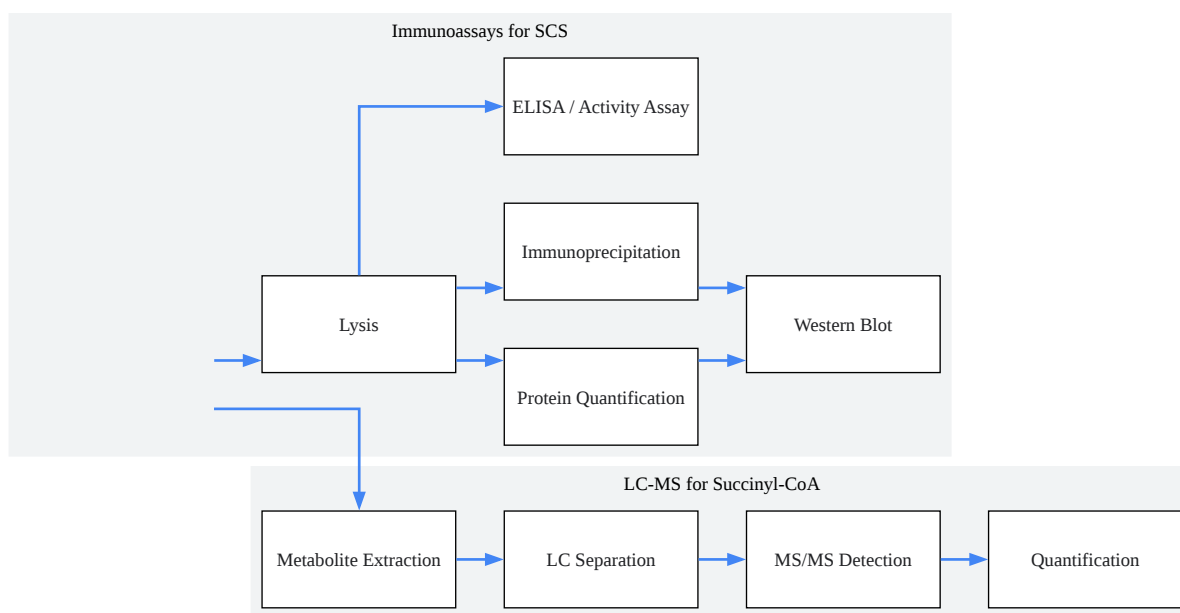 Immunoassays for SCS
ELISA / Activity Assay
Immunoprecipitation
Lysis
Western Blot
Protein Quantification
LC-MS for Succinyl-CoA
Metabolite Extraction
LC Separation
MS/MS Detection
Quantification